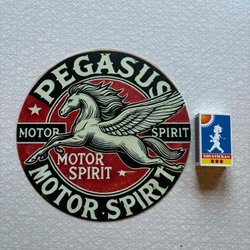 PEGASUS
MOTOR SPIRIT
MOTOR
SPIRIT
MOTOR·SPIRIT
SOLSTICKAN